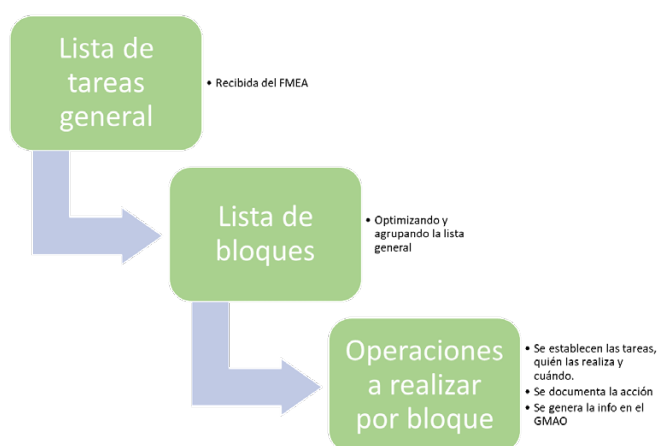 Lista de
tareas
general
• Recibida del FMEA
Lista de
bloques
• Optimizando y
agrupando la lista
general
Operaciones
a realizar
por bloque
• Se establecen las tareas,
quién las realiza y
cuándo.
• Se documenta la acción
• Se genera la info en el
GMAO